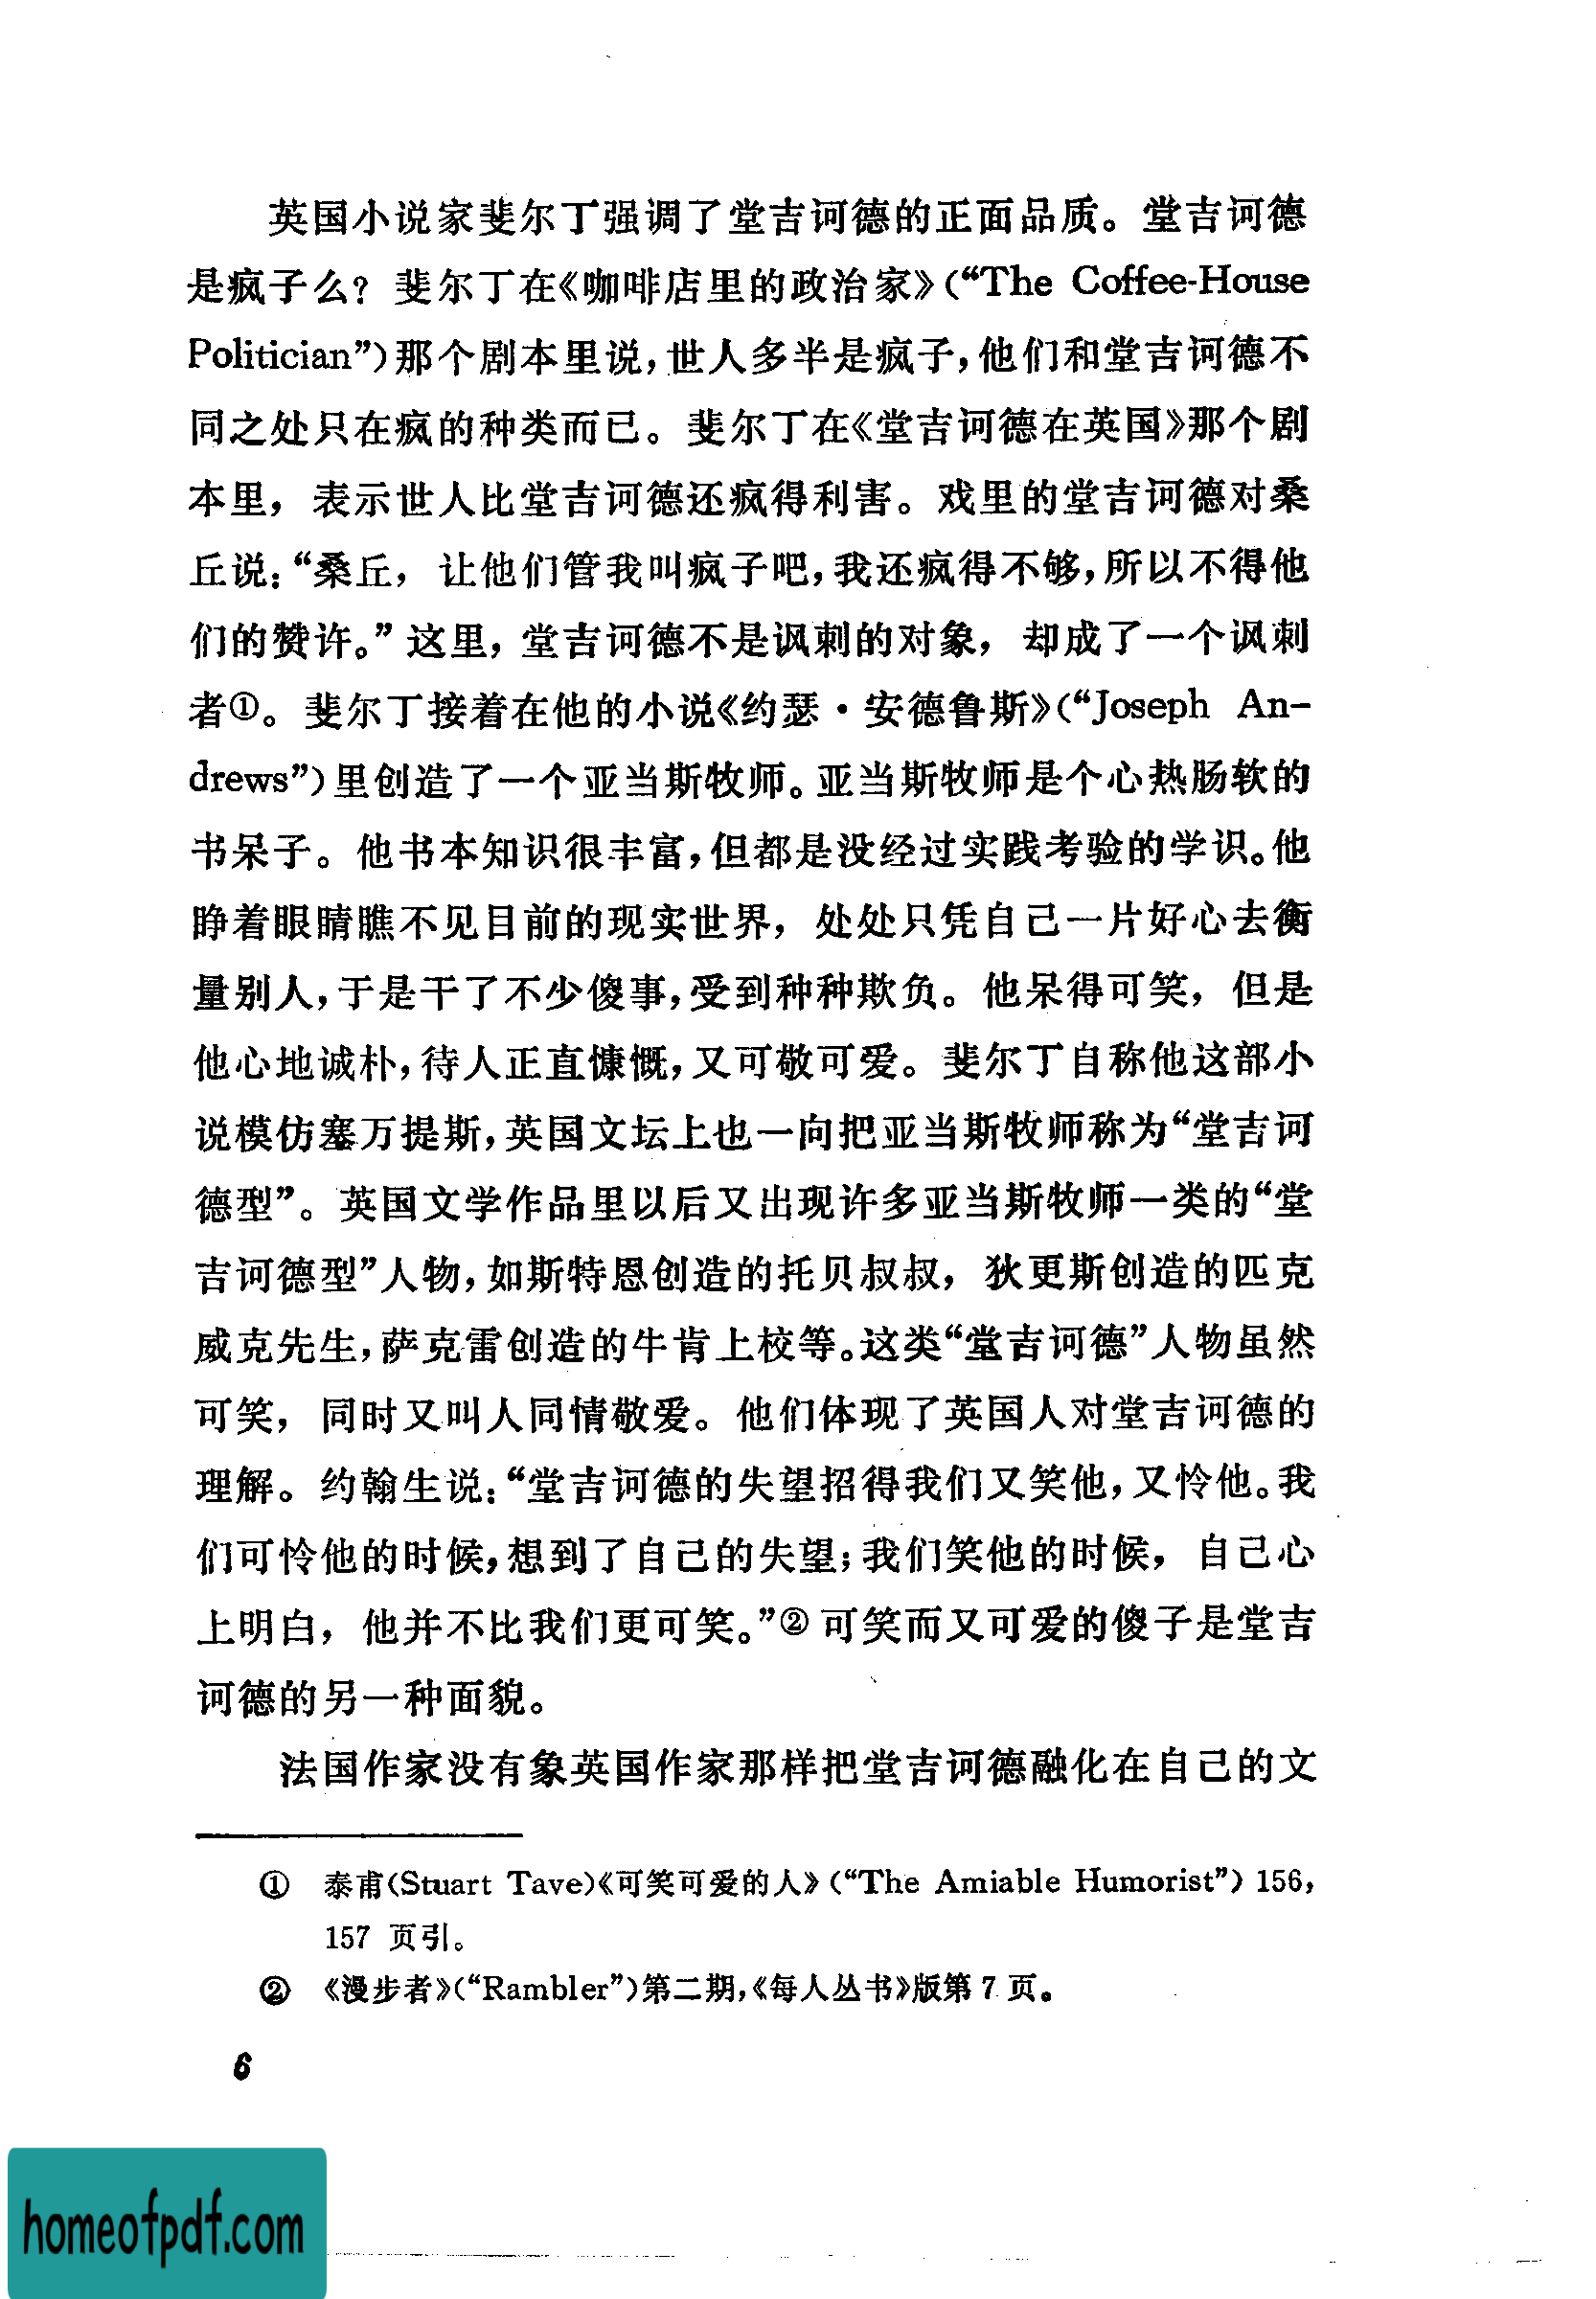 英国小说家斐尔丁强调了堂吉诃德的正面品质。堂吉诃德
是疯子么？斐尔丁在《咖啡店里的政治家》(“The Coffee-House
Politician”)那个剧本里说，世人多半是疯子，他们和堂吉诃德不
同之处只在疯的种类而已。斐尔丁在《堂吉诃德在英国》那个剧
本里，表示世人比堂吉诃德还疯得利害。戏里的堂吉诃德对桑
丘说：“桑丘，让他们管我叫疯子吧，我还疯得不够，所以不得他
们的赞许。”这里，堂吉诃德不是讽刺的对象，却成了一个讽刺
者①。斐尔丁接着在他的小说《约瑟·安德鲁斯》(“Joseph An-
drews”)里创造了一个亚当斯牧师。亚当斯牧师是个心热肠软的
书呆子。他书本知识很丰富，但都是没经过实践考验的学识。他
睁着眼睛瞧不见目前的现实世界，处处只凭自己一片好心去衡
量别人，于是干了不少傻事，受到种种欺负。他呆得可笑，但是
他心地诚朴，待人正直慷慨，又可敬可爱。斐尔丁自称他这部小
说模仿塞万提斯，英国文坛上也一向把亚当斯牧师称为“堂吉诃
德型”。英国文学作品里以后又出现许多亚当斯牧师一类的“堂
吉诃德型”人物，如斯特恩创造的托贝叔叔，狄更斯创造的匹克
威克先生，萨克雷创造的牛肯上校等。这类“堂吉诃德”人物虽然
可笑，同时又叫人同情敬爱。他们体现了英国人对堂吉诃德的
理解。约翰生说：“堂吉诃德的失望招得我们又笑他，又怜他。我
们可怜他的时候，想到了自己的失望；我们笑他的时候，自己心
上明白，他并不比我们更可笑。”②可笑而又可爱的傻子是堂吉
诃德的另一种面貌。
法国作家没有象英国作家那样把堂吉诃德融化在自己的文
① 泰甫(Stuart Tave)《可笑可爱的人》(“The Amiable Humorist”) 156，
157 页引。
② 《漫步者》(“Rambler”)第二期，《每人丛书》版第 7 页。
6
homeofpdf.com